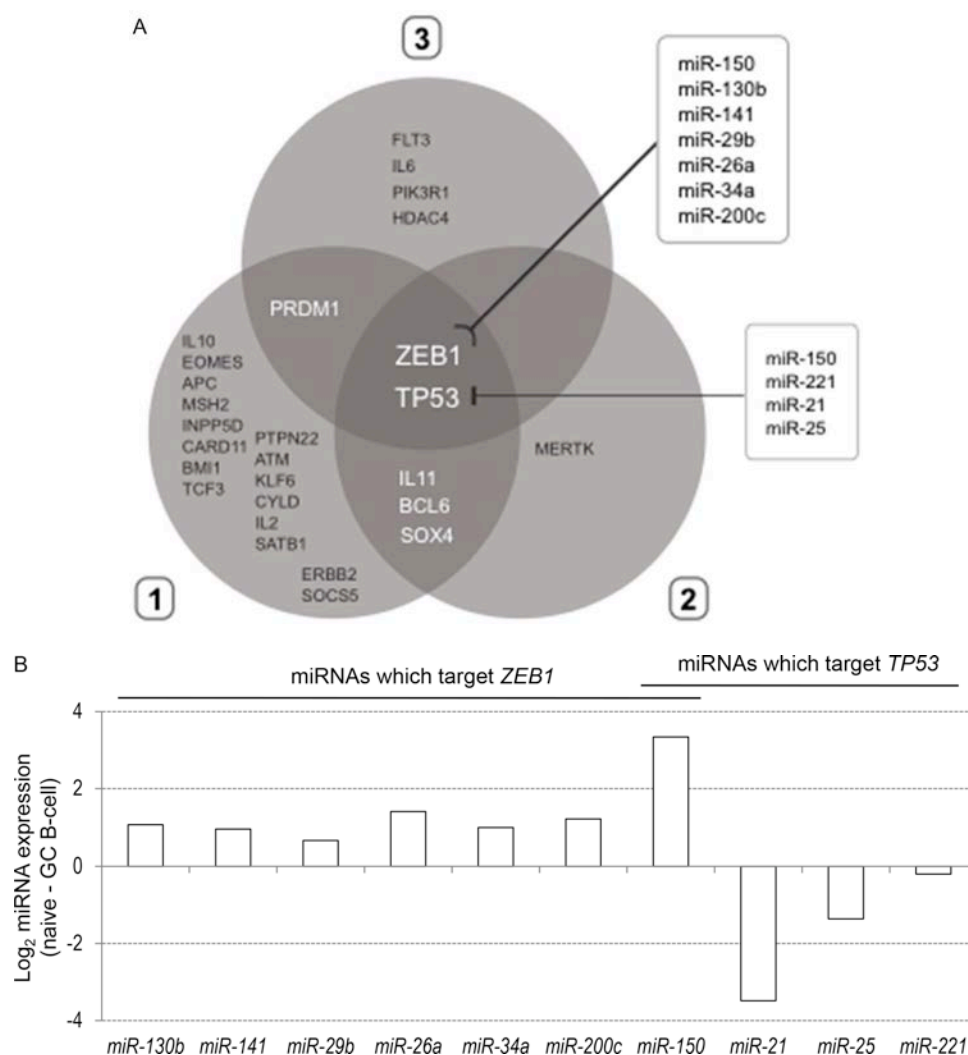 A
3
FLT3
IL6
PIK3R1
HDAC4
miR-150
miR-130b
miR-141
miR-29b
miR-26a
miR-34a
miR-200c
PRDM1
ZEB1
TP53
miR-150
miR-221
miR-21
miR-25
IL10
EOMES
APC
MSH2
INPP5D
CARD11
BMI1
TCF3
PTPN22
ATM
KLF6
CYLD
IL2
SATB1
ERBB2
SOCS5
IL11
BCL6
SOX4
MERTK
1
2
B
miRNAs which target ZEB1
miRNAs which target TP53
Log₂ miRNA expression
(naive - GC B-cell)
4
2
0
-2
-4
miR-130b miR-141 miR-29b miR-26a miR-34a miR-200c miR-150 miR-21 miR-25 miR-221